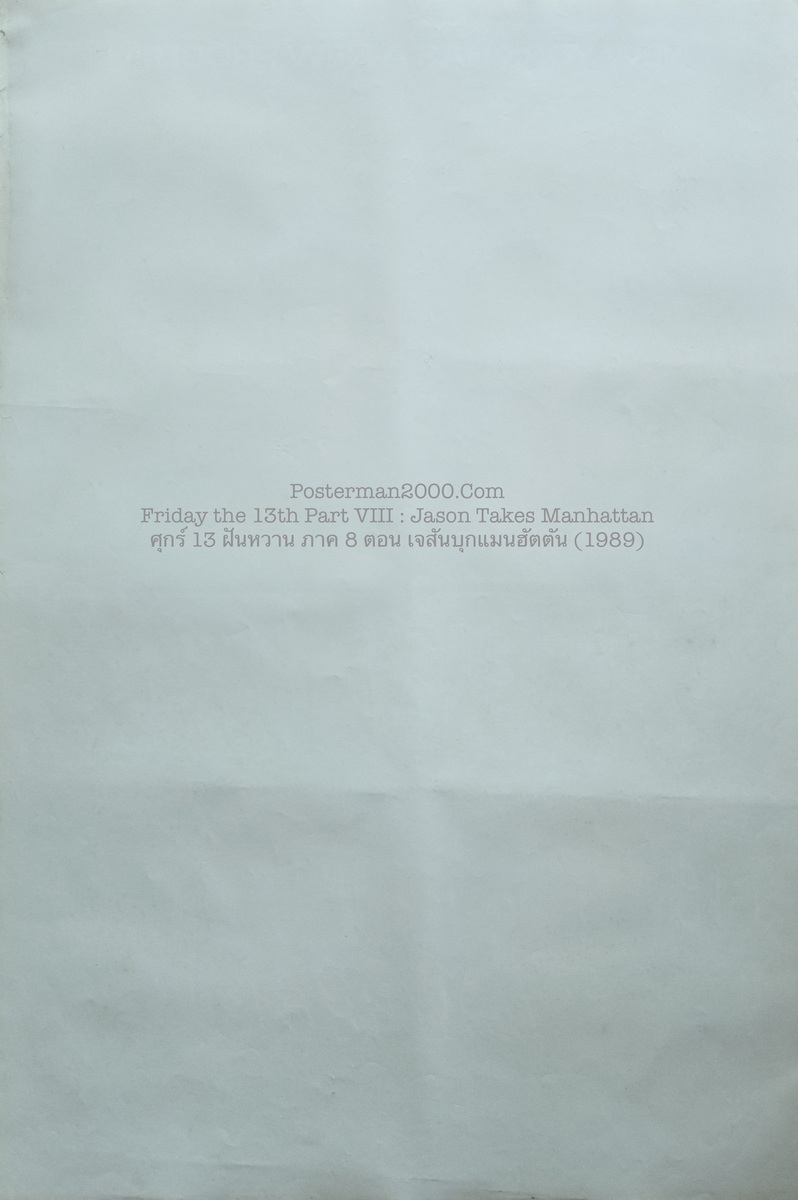 Posterman2000.Com
Friday the 13th Part VIII : Jason Takes Manhattan
ศุกร์ 13 ฝันหวาน ภาค 8 ตอน เจสันบุกแมนฮัตตัน (1989)